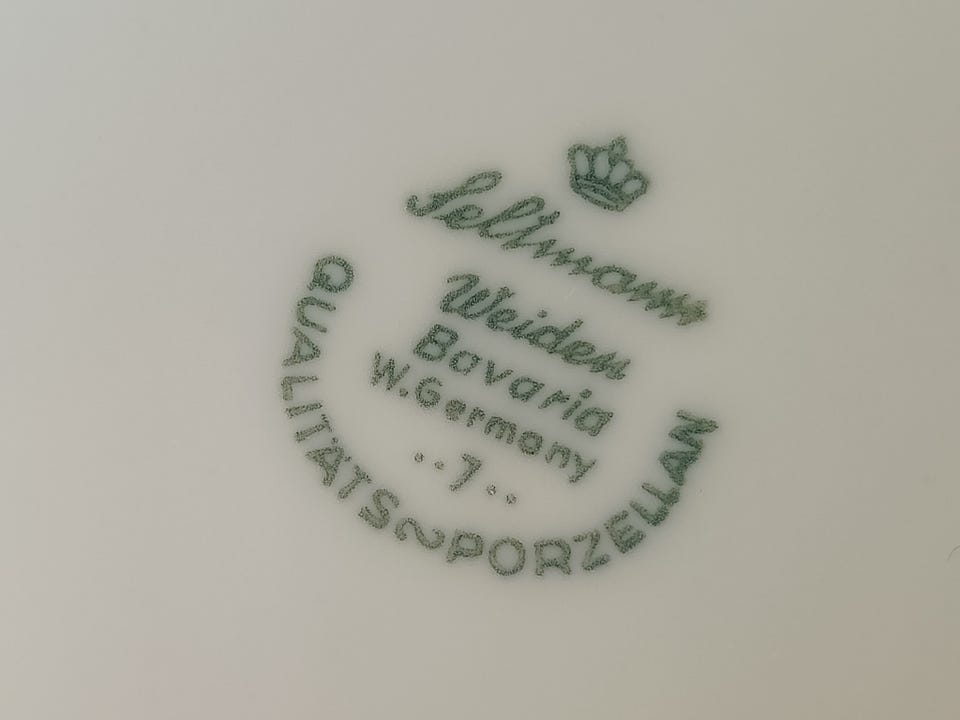 Seltmann
Weiden
Bavaria
W.Germany
..7..
QUALITÄTS~PORZELLAN